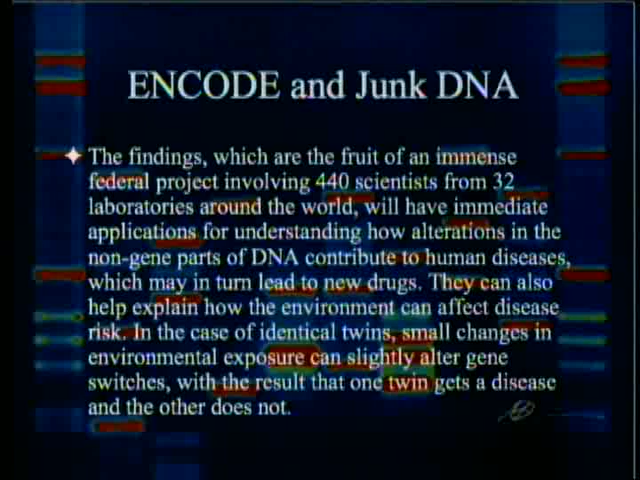 ENCODE and Junk DNA
The findings, which are the fruit of an immense
federal project involving 440 scientists from 32
laboratories around the world, will have immediate
applications for understanding how alterations in the
non-gene parts of DNA contribute to human diseases,
which may in turn lead to new drugs. They can also
help explain how the environment can affect disease
risk. In the case of identical twins, small changes in
environmental exposure can slightly alter gene
switches, with the result that one twin gets a disease
and the other does not.